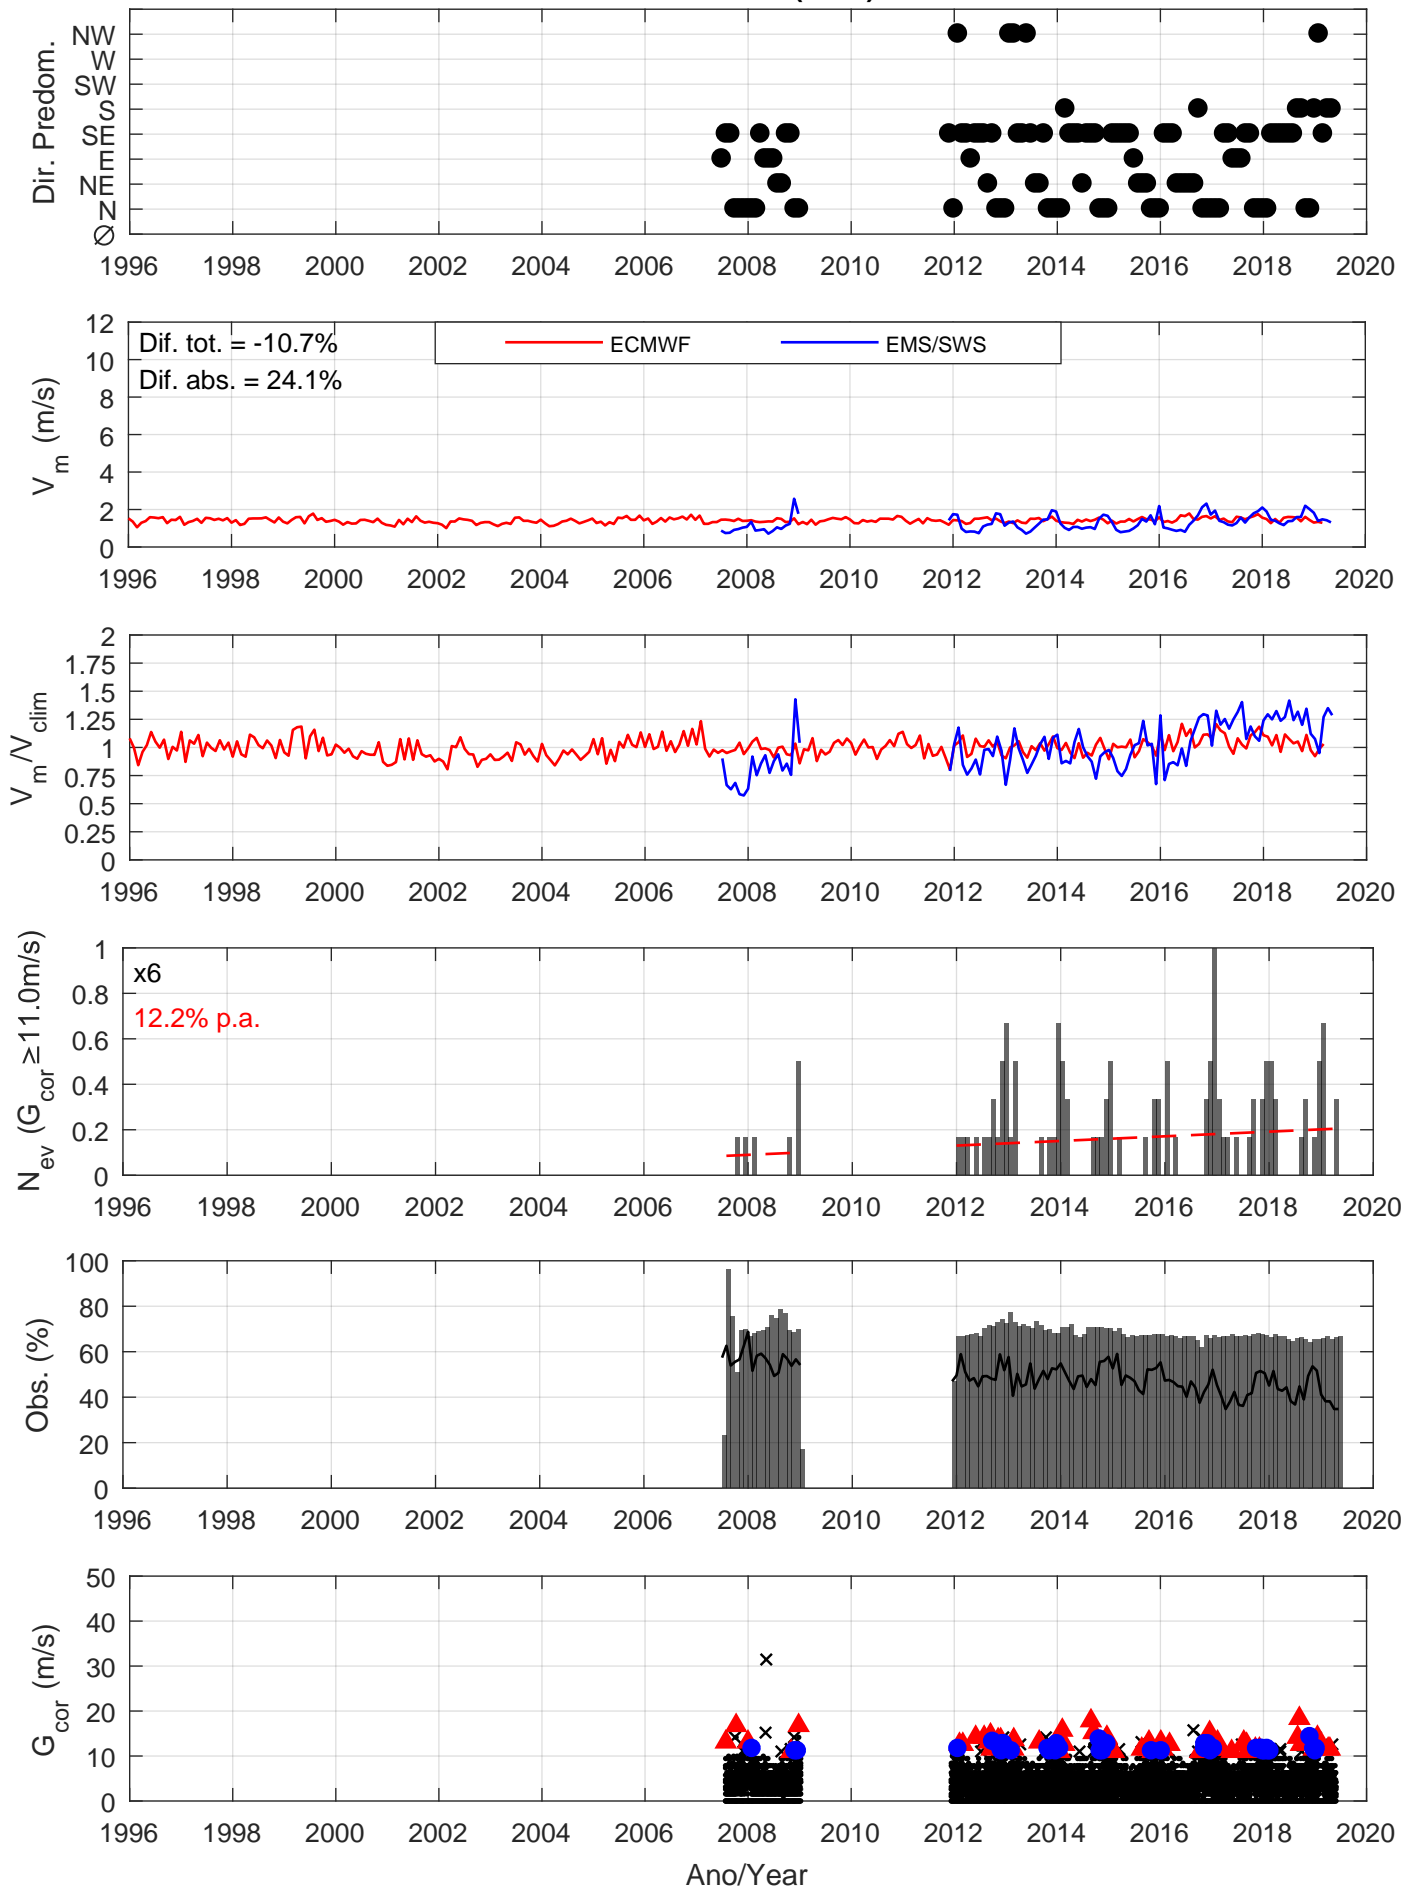 NW
W
SW
S
SE
E
NE
N
Ø
Dir. Predom.
1996 1998 2000 2002 2004 2006 2008 2010 2012 2014 2016 2018 2020
12
10
8
6
4
2
0
V_m (m/s)
Dif. tot. = -10.7%
Dif. abs. = 24.1%
ECMWF EMS/SWS
1996 1998 2000 2002 2004 2006 2008 2010 2012 2014 2016 2018 2020
2
1.75
1.5
1.25
1
0.75
0.5
0.25
0
V_m/V_clim
1996 1998 2000 2002 2004 2006 2008 2010 2012 2014 2016 2018 2020
1
0.8
0.6
0.4
0.2
0
N_ev (G_cor≥11.0m/s)
x6
12.2% p.a.
1996 1998 2000 2002 2004 2006 2008 2010 2012 2014 2016 2018 2020
100
80
60
40
20
0
Obs. (%)
1996 1998 2000 2002 2004 2006 2008 2010 2012 2014 2016 2018 2020
50
40
30
20
10
0
G_cor (m/s)
1996 1998 2000 2002 2004 2006 2008 2010 2012 2014 2016 2018 2020
Ano/Year